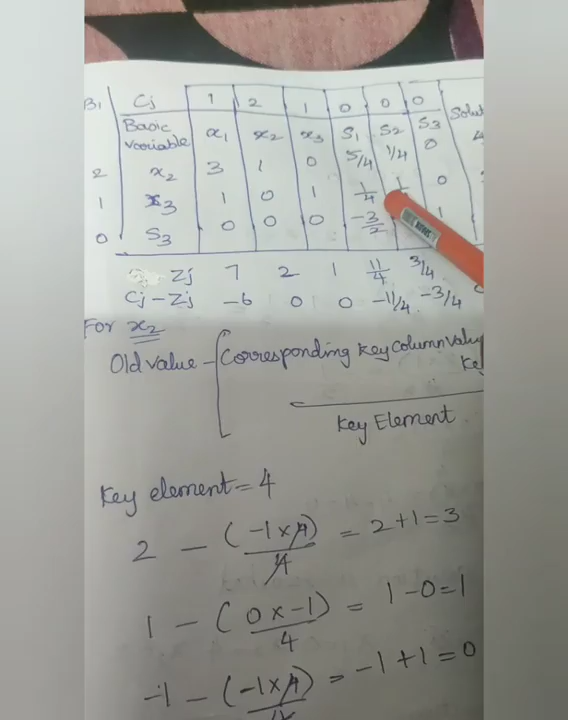 B1 Cj 1 2 1 0 0 0
Basic variable x1 x2 x3 S1 S2 S3 Solut
2 x2 3 1 0 5/4 1/4 0
1 x3 1 0 1 1/4 0
0 S3 0 0 0 -3/2 1
Zj 7 2 1 11/4 3/4
Cj-Zj -6 0 0 -11/4 -3/4
For x2
Old value - [Corresponding key column value
Key Element
Key element = 4
2 - (-1×4)/4 = 2+1=3
1 - (0×-1)/4 = 1-0=1
-1 - (-1×4)/4 = -1+1=0